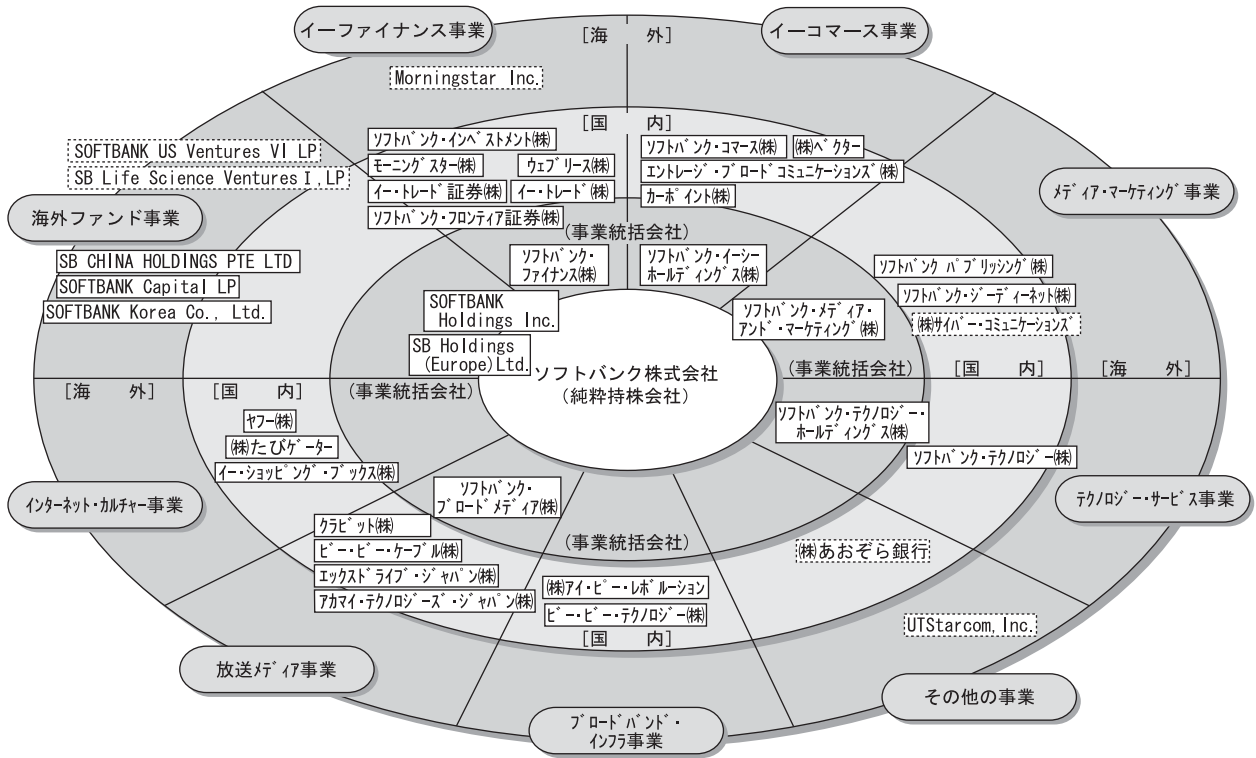 イーファイナンス事業
[海　外]
イーコマース事業
Morningstar Inc.
[国　内]
SOFTBANK US Ventures Ⅵ LP
SB Life Science Ventures Ⅰ,LP
ソフトバンク・インベストメント㈱
モーニングスター㈱
ウェブリース㈱
イー・トレード証券㈱
イー・トレード㈱
ソフトバンク・フロンティア証券㈱
ソフトバンク・コマース㈱
㈱ベクター
エントレージ・ブロードコミュニケーションズ㈱
カーポイント㈱
海外ファンド事業
メディア・マーケティング事業
(事業統括会社)
SB CHINA HOLDINGS PTE LTD
SOFTBANK Capital LP
SOFTBANK Korea Co., Ltd.
ソフトバンク・
ファイナンス㈱
ソフトバンク・イーシー
ホールディングス㈱
ソフトバンク パブリッシング㈱
ソフトバンク・ジーディーネット㈱
㈱サイバー・コミュニケーションズ
SOFTBANK
Holdings Inc.
SB Holdings
(Europe)Ltd.
ソフトバンク・メディア・
アンド・マーケティング㈱
ソフトバンク株式会社
(純粋持株会社)
[海　外]
[国　内]
(事業統括会社)
(事業統括会社)
[国　内]
[海　外]
ヤフー㈱
㈱たびゲーター
イー・ショッピング・ブックス㈱
ソフトバンク・テクノロジー・
ホールディングス㈱
ソフトバンク・テクノロジー㈱
インターネット・カルチャー事業
テクノロジー・サービス事業
ソフトバンク・
ブロードメディア㈱
クラビット㈱
ビー・ビー・ケーブル㈱
エックスドライブ・ジャパン㈱
アカマイ・テクノロジーズ・ジャパン㈱
(事業統括会社)
㈱あおぞら銀行
㈱アイ・ピー・レボルーション
ビー・ビー・テクノロジー㈱
[国　内]
UTStarcom, Inc.
放送メディア事業
その他の事業
ブロードバンド・
インフラ事業